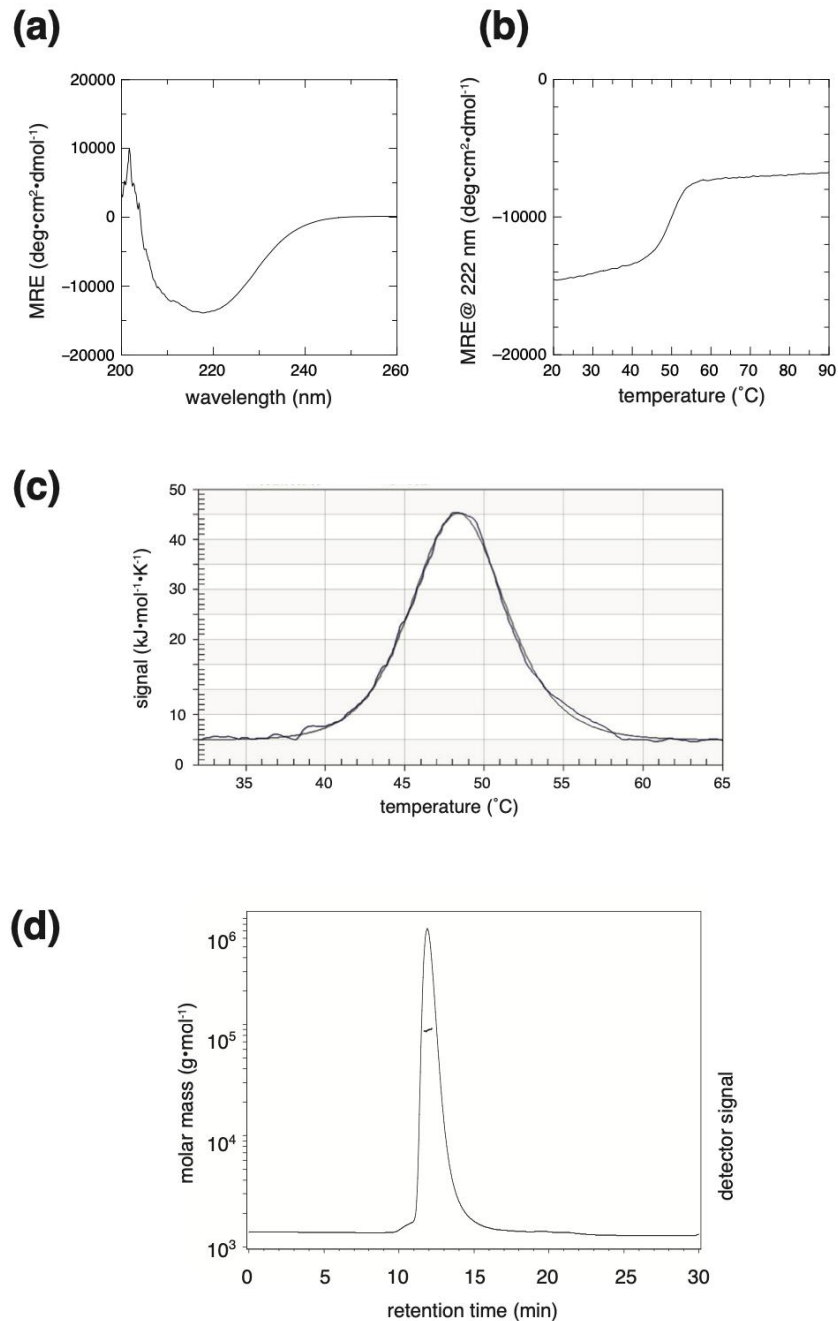 (a)
20000
10000
0
−10000
−20000
MRE (deg•cm²•dmol⁻¹)
200 220 240 260
wavelength (nm)
(b)
0
−10000
−20000
MRE@ 222 nm (deg•cm²•dmol⁻¹)
20 30 40 50 60 70 80 90
temperature (˚C)
(c)
50
40
30
20
10
0
signal (kJ•mol⁻¹•K⁻¹)
35 40 45 50 55 60 65
temperature (˚C)
(d)
10⁶
10⁵
10⁴
10³
molar mass (g•mol⁻¹)
detector signal
0 5 10 15 20 25 30
retention time (min)